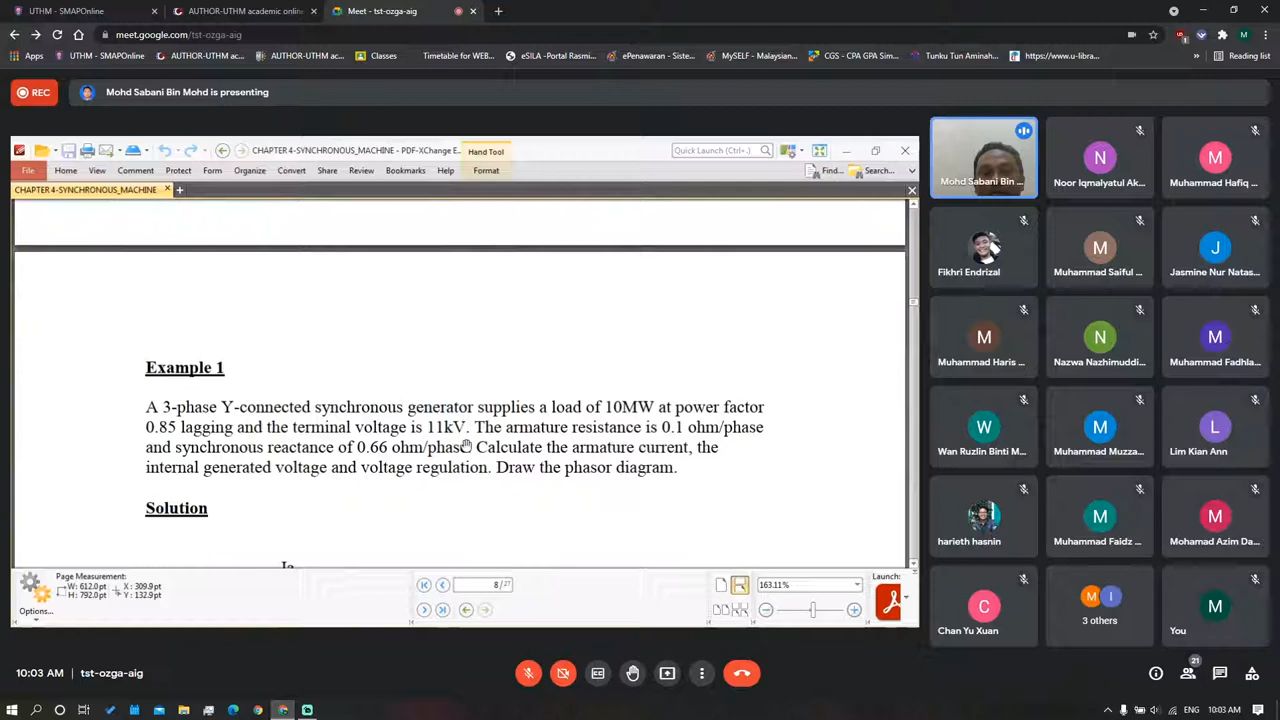 UTHM - SMAPOnline
AUTHOR-UTHM academic onlin
Meet - tst-ozga-aig
meet.google.com/tst-ozga-aig
Apps
UTHM - SMAPOnline
AUTHOR-UTHM ac...
AUTHOR-UTHM ac...
Classes
Timetable for WEB...
eSILA -Portal Rasmi...
ePenawaran - Siste...
MySELF - Malaysian...
CGS - CPA GPA Sim...
Tunku Tun Aminah...
https://www.u-libra...
Reading list
REC
Mohd Sabani Bin Mohd is presenting
CHAPTER 4-SYNCHRONOUS_MACHINE - PDF-XChange E...
Hand Tool
Quick Launch (Ctrl+.)
File
Home
View
Comment
Protect
Form
Organize
Convert
Share
Review
Bookmarks
Help
Format
Find...
Search...
CHAPTER 4-SYNCHRONOUS_MACHINE
Example 1
A 3-phase Y-connected synchronous generator supplies a load of 10MW at power factor
0.85 lagging and the terminal voltage is 11kV. The armature resistance is 0.1 ohm/phase
and synchronous reactance of 0.66 ohm/phase. Calculate the armature current, the
internal generated voltage and voltage regulation. Draw the phasor diagram.
Solution
Ia
Options...
Page Measurement:
W: 612.0pt
H: 792.0pt
X: 309.9pt
Y: 132.9pt
8 /27
163.11%
Launch:
Mohd Sabani Bin ...
N
Noor Iqmalyatul Ak...
M
Muhammad Hafiq ...
Fikhri Endrizal
M
Muhammad Saiful ...
J
Jasmine Nur Natas...
M
Muhammad Haris ...
N
Nazwa Nazhimuddi...
M
Muhammad Fadhla...
W
Wan Ruzlin Binti M...
M
Muhammad Muzza...
L
Lim Kian Ann
harieth hasnin
M
Muhammad Faidz ...
M
Mohamad Azim Da...
C
Chan Yu Xuan
M
I
3 others
M
You
10:03 AM
tst-ozga-aig
21
ENG
10:03 AM